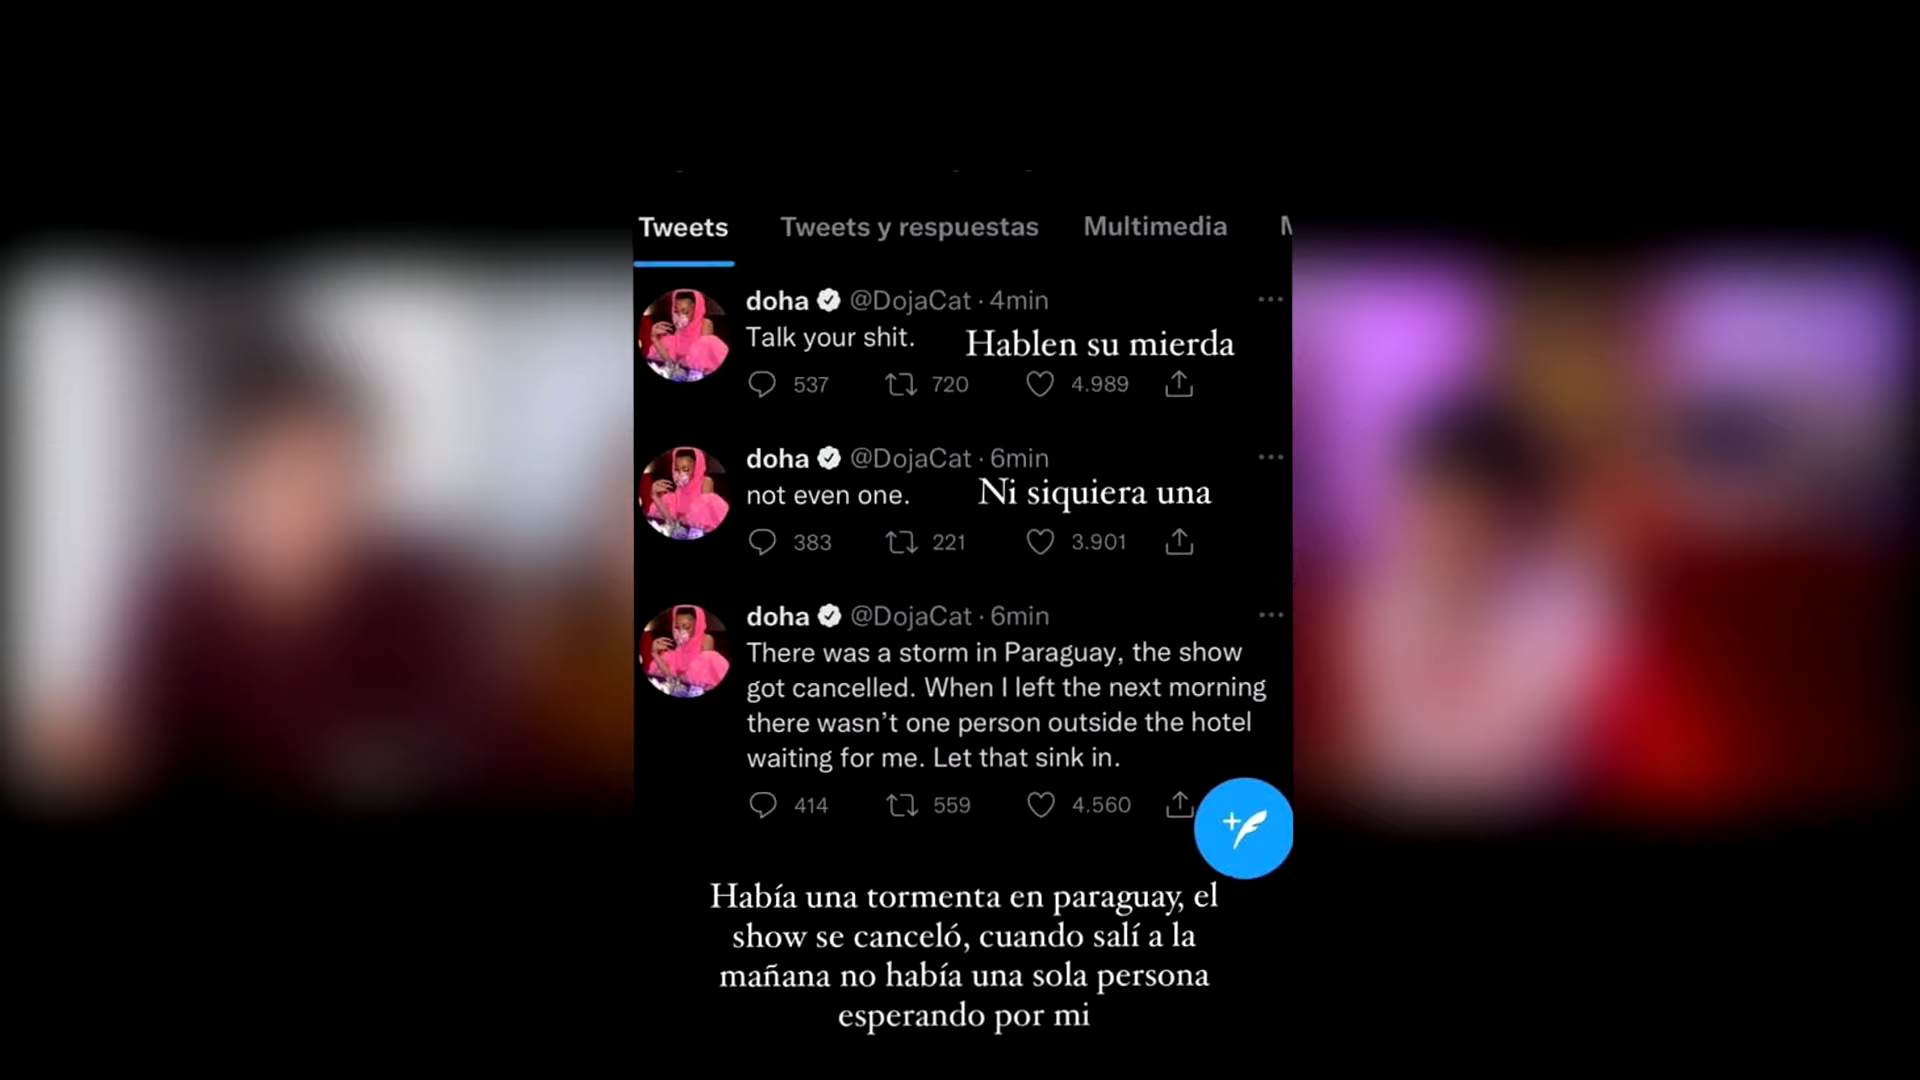 Tweets Tweets y respuestas Multimedia
doha @DojaCat · 4min
Talk your shit. Hablen su mierda
537 720 4.989
doha @DojaCat · 6min
not even one. Ni siquiera una
383 221 3.901
doha @DojaCat · 6min
There was a storm in Paraguay, the show
got cancelled. When I left the next morning
there wasn't one person outside the hotel
waiting for me. Let that sink in.
414 559 4.560
Había una tormenta en paraguay, el
show se canceló, cuando salí a la
mañana no había una sola persona
esperando por mi